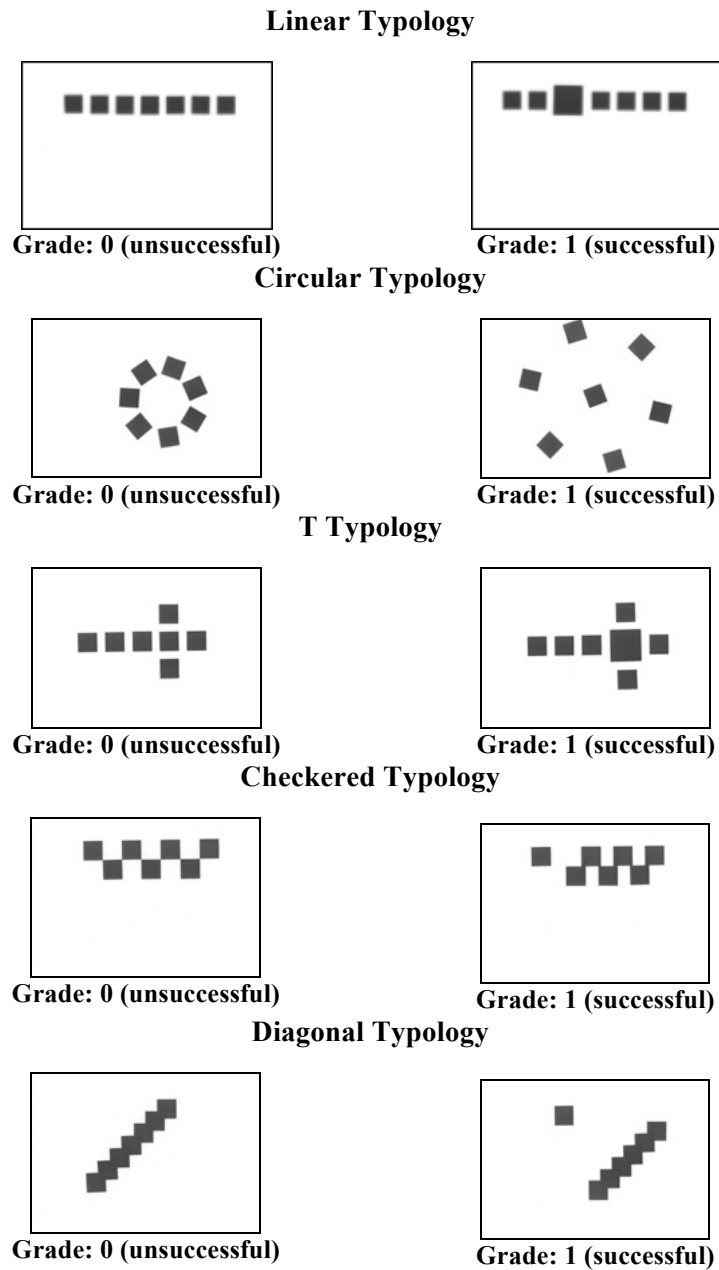 Linear Typology
Grade: 0 (unsuccessful) Grade: 1 (successful)
Circular Typology
Grade: 0 (unsuccessful) Grade: 1 (successful)
T Typology
Grade: 0 (unsuccessful) Grade: 1 (successful)
Checkered Typology
Grade: 0 (unsuccessful) Grade: 1 (successful)
Diagonal Typology
Grade: 0 (unsuccessful) Grade: 1 (successful)